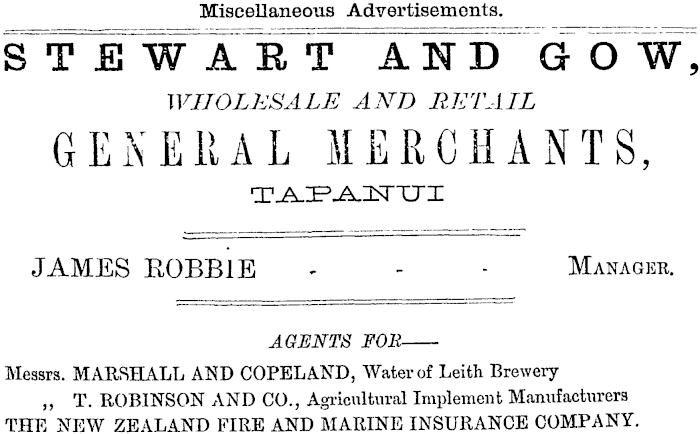 Miscellaneous Advertisements.
STEWART AND GOW,
WHOLESALE AND RETAIL
GENERAL MERCHANTS,
TAPANUI
JAMES ROBBIE - - - MANAGER.
AGENTS FOR——
Messrs. MARSHALL AND COPELAND, Water of Leith Brewery
„ T. ROBINSON AND CO., Agricultural Implement Manufacturers
THE NEW ZEALAND FIRE AND MARINE INSURANCE COMPANY.